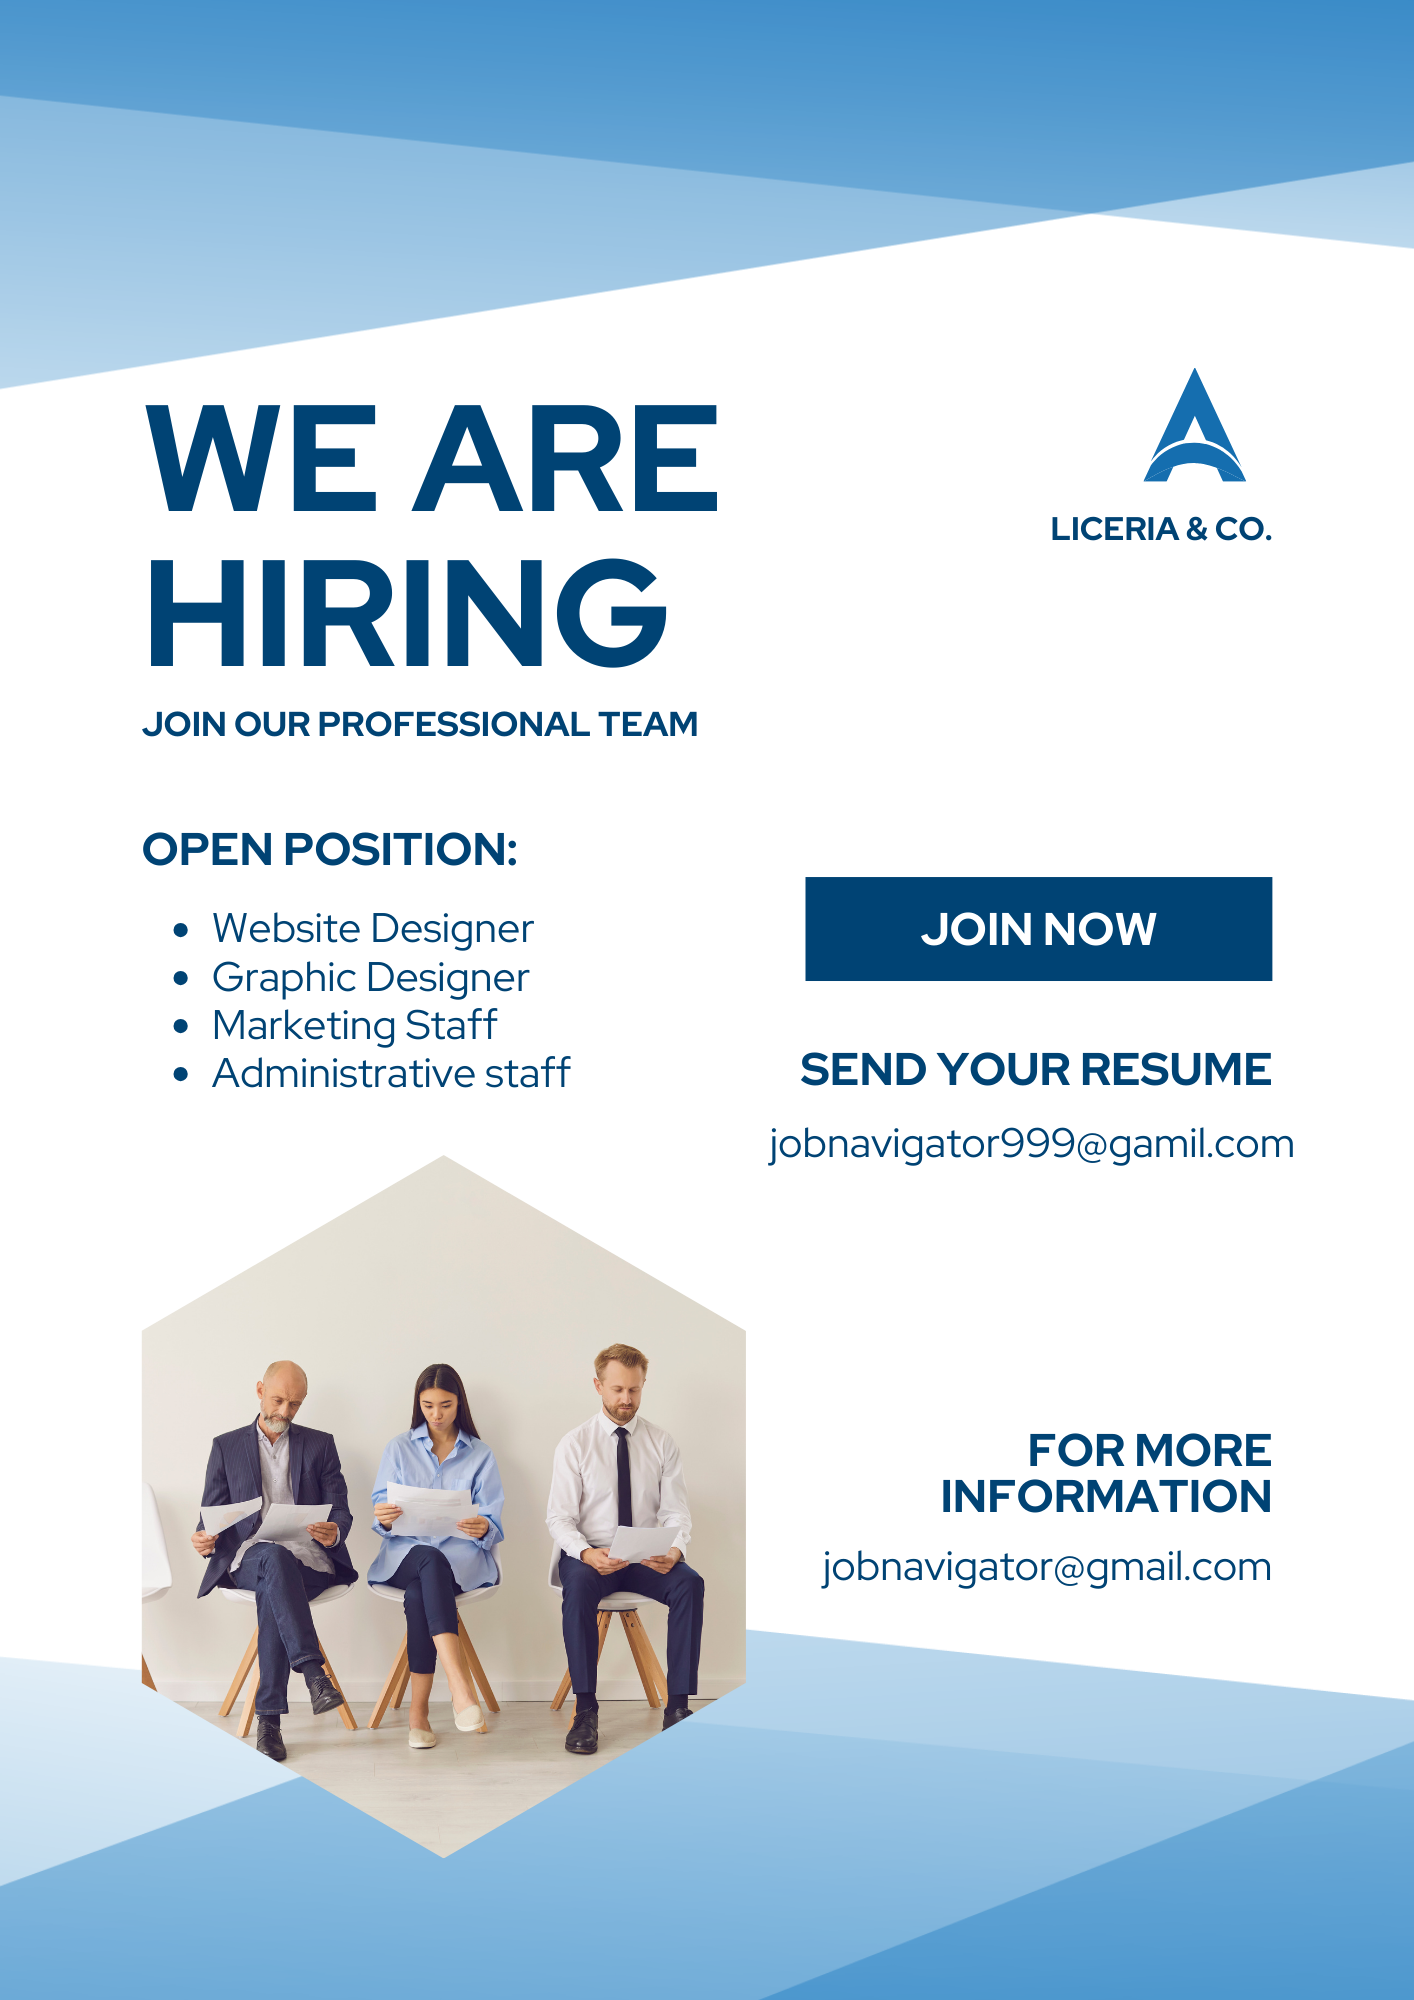 WE ARE
HIRING
JOIN OUR PROFESSIONAL TEAM
LICERIA & CO.
OPEN POSITION:
• Website Designer
• Graphic Designer
• Marketing Staff
• Administrative staff
JOIN NOW
SEND YOUR RESUME
jobnavigator999@gamil.com
FOR MORE
INFORMATION
jobnavigator@gmail.com